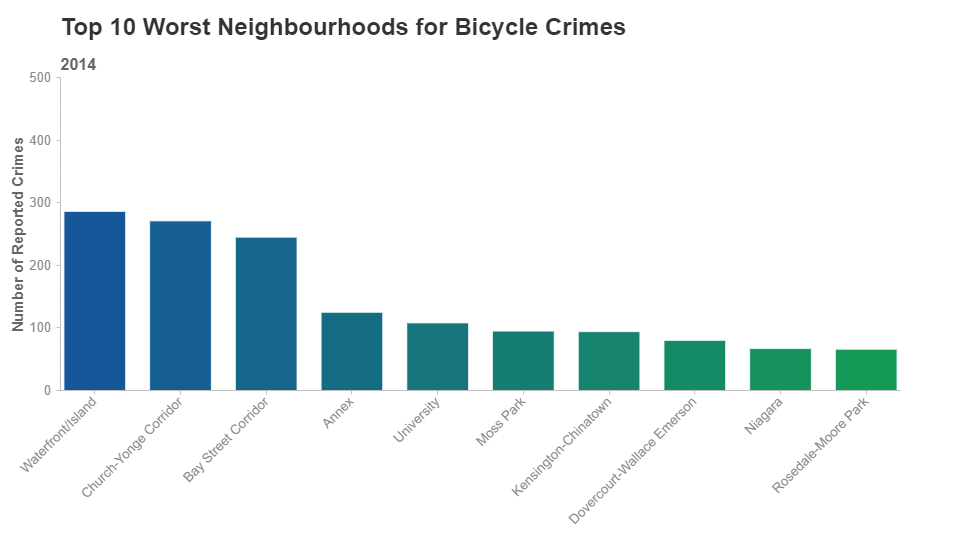 Top 10 Worst Neighbourhoods for Bicycle Crimes
2014
Number of Reported Crimes
500
400
300
200
100
0
Waterfront/Island
Church-Yonge Corridor
Bay Street Corridor
Annex
University
Moss Park
Kensington-Chinatown
Dovercourt-Wallace Emerson
Niagara
Rosedale-Moore Park